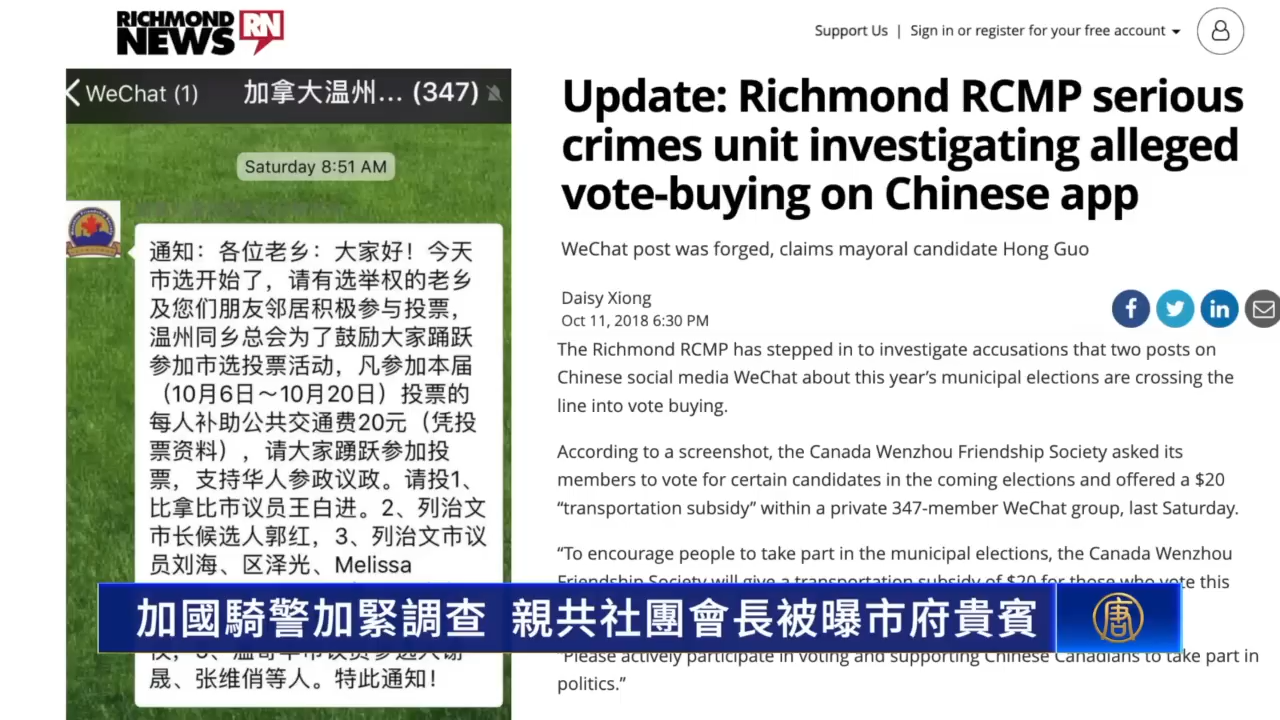 RICHMOND
NEWS RN
Support Us | Sign in or register for your free account
WeChat (1) 加拿大温州... (347)
Saturday 8:51 AM
通知：各位老乡：大家好！今天
市选开始了，请有选举权的老乡
及您们朋友邻居积极参与投票，
温州同乡总会为了鼓励大家踊跃
参加市选投票活动，凡参加本届
（10月6日～10月20日）投票的
每人补助公共交通费20元（凭投
票资料），请大家踊跃参加投
票，支持华人参政议政。请投1、
比拿比市议员王白进。2、列治文
市长候选人郭红，3、列治文市议
员刘海、区泽光、Melissa
晟、张维俏等人。特此通知！
Update: Richmond RCMP serious
crimes unit investigating alleged
vote-buying on Chinese app
WeChat post was forged, claims mayoral candidate Hong Guo
Daisy Xiong
Oct 11, 2018 6:30 PM
The Richmond RCMP has stepped in to investigate accusations that two posts on
Chinese social media WeChat about this year's municipal elections are crossing the
line into vote buying.
According to a screenshot, the Canada Wenzhou Friendship Society asked its
members to vote for certain candidates in the coming elections and offered a $20
“transportation subsidy” within a private 347-member WeChat group, last Saturday.
“To encourage people to take part in the municipal elections, the Canada Wenzhou
Friendship Society will give a transportation subsidy of $20 for those who vote this
“Please actively participate in voting and supporting Chinese Canadians to take part in
politics.”
加國騎警加緊調查 親共社團會長被曝市府貴賓
唐